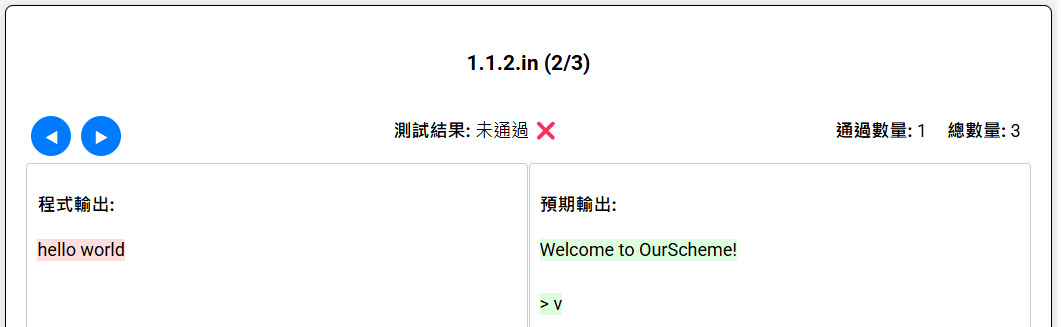 1.1.2.in (2/3)
測試結果: 未通過 ❌
通過數量: 1 總數量: 3
程式輸出:
hello world
預期輸出:
Welcome to OurScheme!
> v